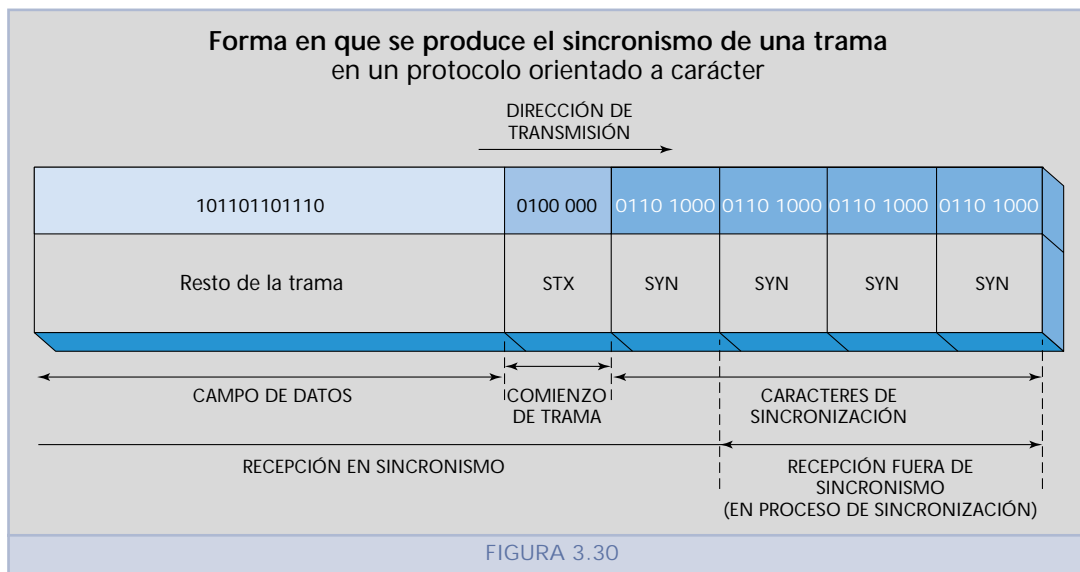 Forma en que se produce el sincronismo de una trama
en un protocolo orientado a carácter
DIRECCIÓN DE
TRANSMISIÓN
101101101110 0100 000 0110 1000 0110 1000 0110 1000 0110 1000
Resto de la trama STX SYN SYN SYN SYN
CAMPO DE DATOS
COMIENZO
DE TRAMA
CARACTERES DE
SINCRONIZACIÓN
RECEPCIÓN EN SINCRONISMO
RECEPCIÓN FUERA DE
SINCRONISMO
(EN PROCESO DE SINCRONIZACIÓN)
FIGURA 3.30